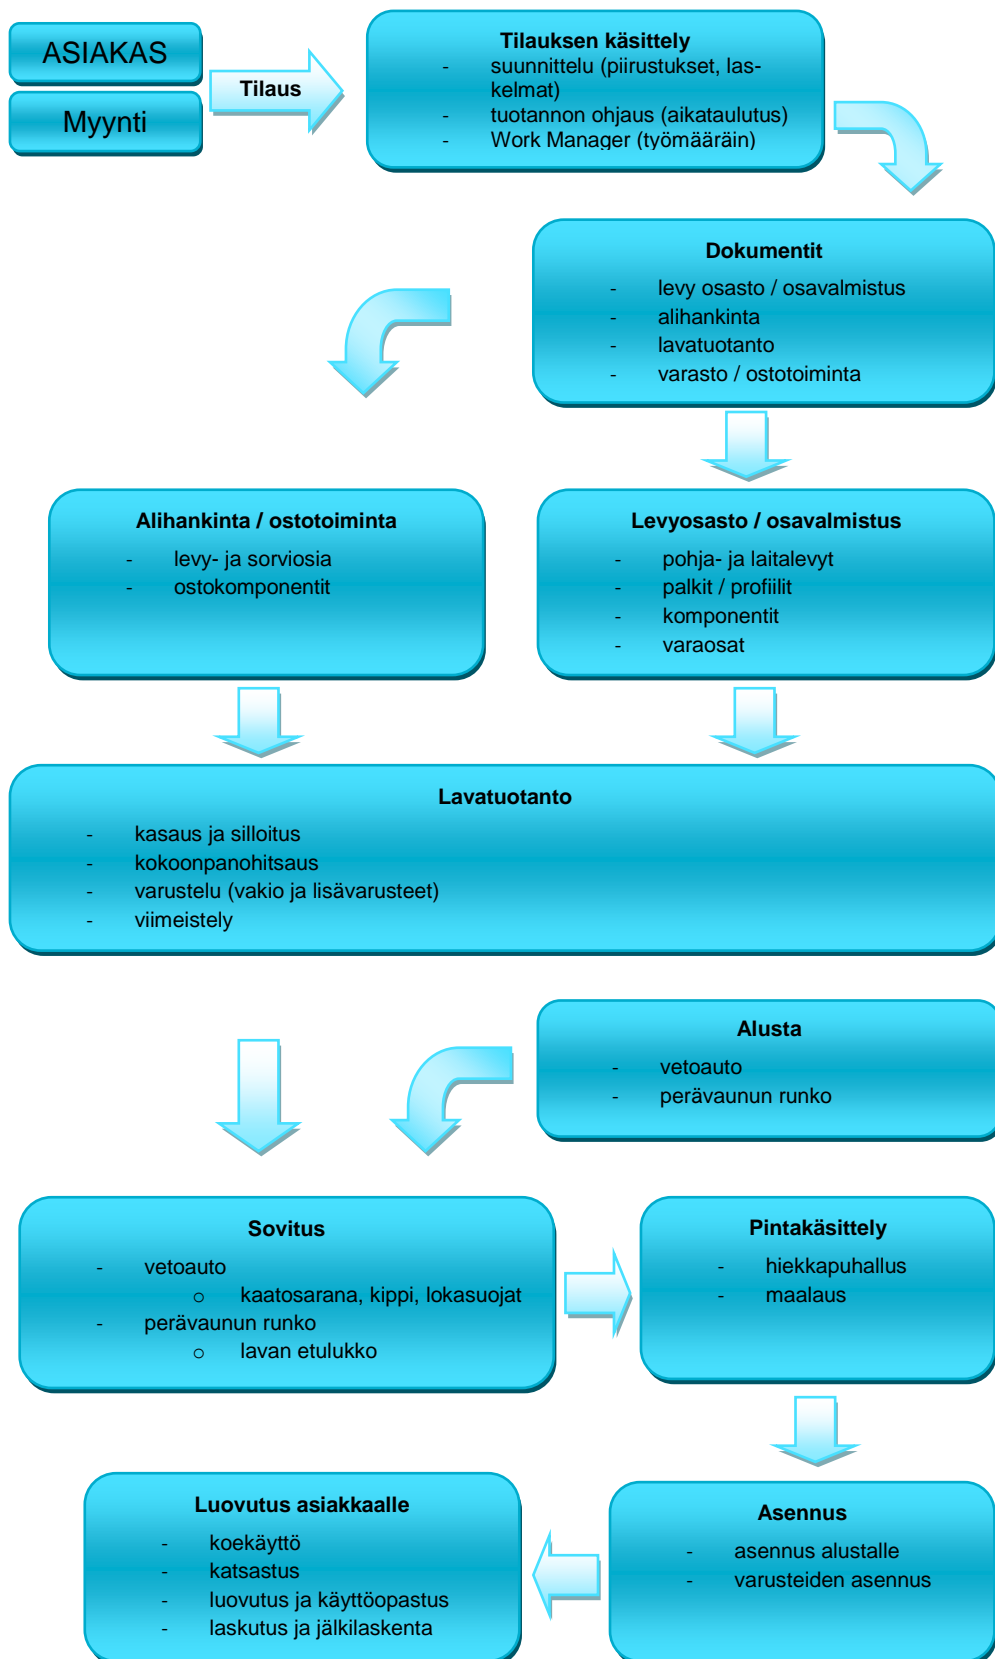 ASIAKAS
Myynti
Tilaus
Tilauksen käsittely
- suunnittelu (piirustukset, las-
kelmat)
- tuotannon ohjaus (aikataulutus)
- Work Manager (työmääräin)
Dokumentit
- levy osasto / osavalmistus
- alihankinta
- lavatuotanto
- varasto / ostotoiminta
Alihankinta / ostotoiminta
- levy- ja sorviosia
- ostokomponentit
Levyosasto / osavalmistus
- pohja- ja laitalevyt
- palkit / profiilit
- komponentit
- varaosat
Lavatuotanto
- kasaus ja silloitus
- kokoonpanohitsaus
- varustelu (vakio ja lisävarusteet)
- viimeistely
Alusta
- vetoauto
- perävaunun runko
Sovitus
- vetoauto
o kaatosarana, kippi, lokasuojat
- perävaunun runko
o lavan etulukko
Pintakäsittely
- hiekkapuhallus
- maalaus
Luovutus asiakkaalle
- koekäyttö
- katsastus
- luovutus ja käyttöopastus
- laskutus ja jälkilaskenta
Asennus
- asennus alustalle
- varusteiden asennus